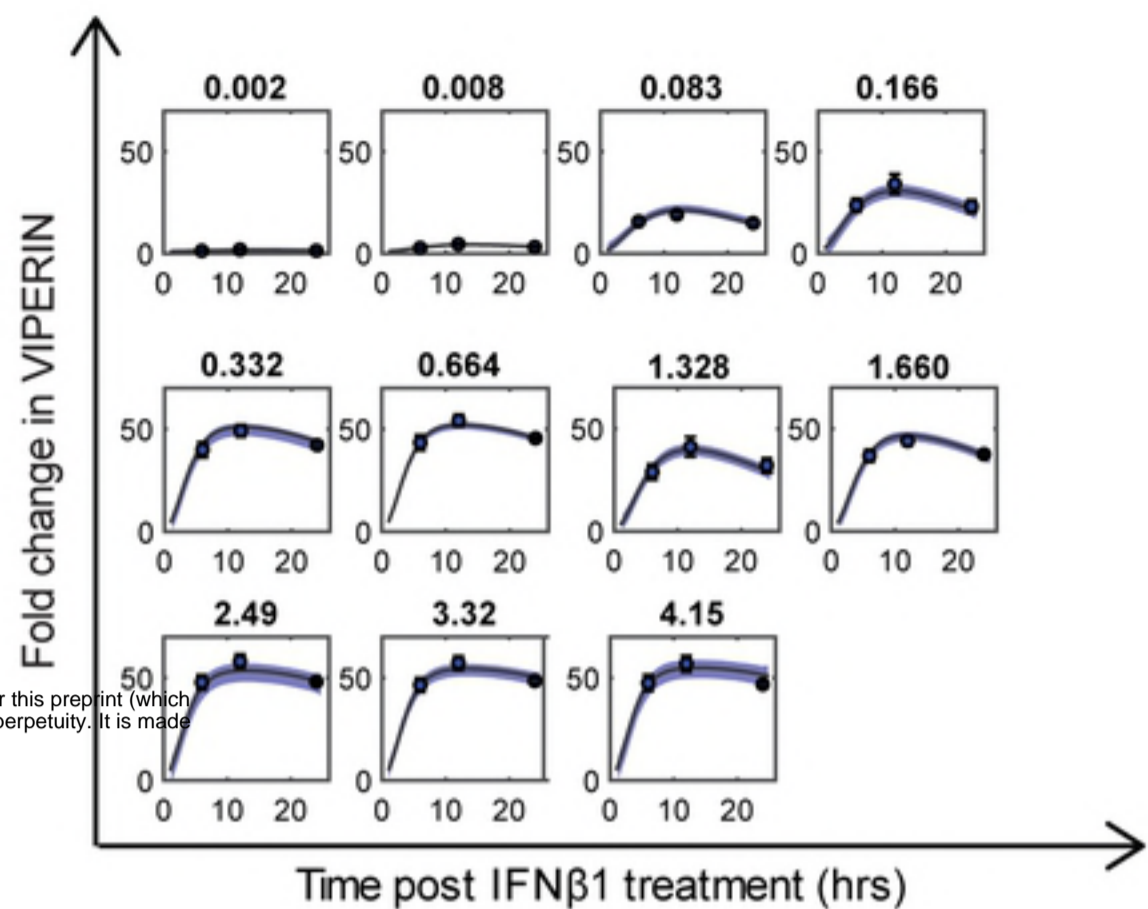 0.002 0.008 0.083 0.166
50 50 50 50
0 0 0 0
0 10 20 0 10 20 0 10 20 0 10 20
Fold change in VIPERIN
0.332 0.664 1.328 1.660
50 50 50 50
0 0 0 0
0 10 20 0 10 20 0 10 20 0 10 20
2.49 3.32 4.15
50 50 50
r this preprint (which
perpetuity. It is made
0 0 0
0 10 20 0 10 20 0 10 20
Time post IFNβ1 treatment (hrs)